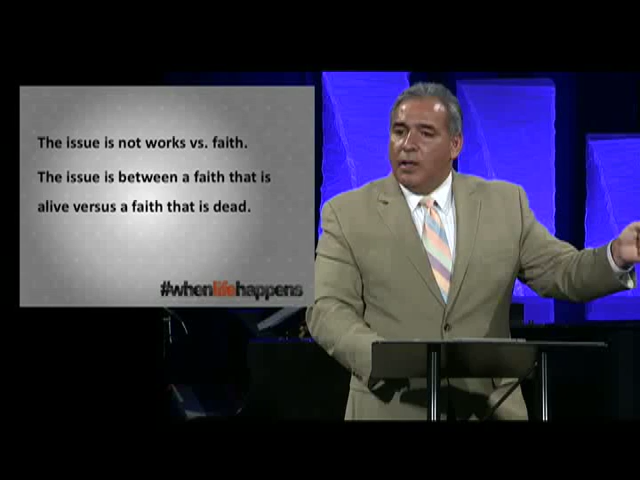 The issue is not works vs. faith.
The issue is between a faith that is
alive versus a faith that is dead.
#whenlifehappens